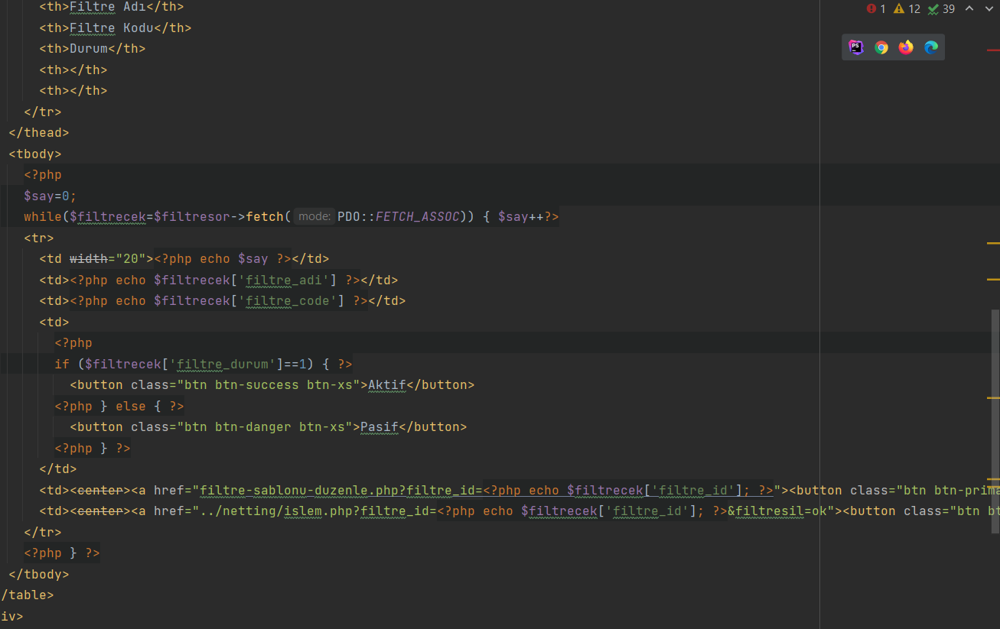 <th>Filtre Adı</th>
1 12 39
<th>Filtre Kodu</th>
<th>Durum</th>
PS
<th></th>
<th></th>
</tr>
</thead>
<tbody>
<?php
$say=0;
while($filtrecek=$filtresor->fetch( mode: PDO::FETCH_ASSOC)) { $say++?>
<tr>
<td width="20"><?php echo $say ?></td>
<td><?php echo $filtrecek['filtre_adi'] ?></td>
<td><?php echo $filtrecek['filtre_code'] ?></td>
<td>
<?php
if ($filtrecek['filtre_durum']==1) { ?>
<button class="btn btn-success btn-xs">Aktif</button>
<?php } else { ?>
<button class="btn btn-danger btn-xs">Pasif</button>
<?php } ?>
</td>
<td><center><a href="filtre-sablonu-duzenle.php?filtre_id=<?php echo $filtrecek['filtre_id']; ?>"><button class="btn btn-prima
<td><center><a href="../netting/islem.php?filtre_id=<?php echo $filtrecek['filtre_id']; ?>&filtresil=ok"><button class="btn bt
</tr>
<?php } ?>
</tbody>
/table>
iv>